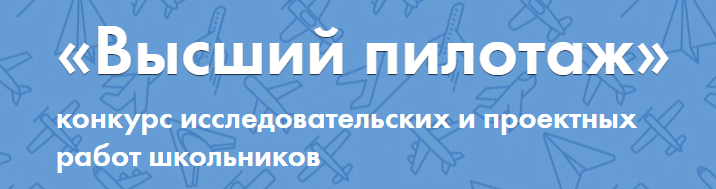 «Высший пилотаж»
конкурс исследовательских и проектных
работ школьников